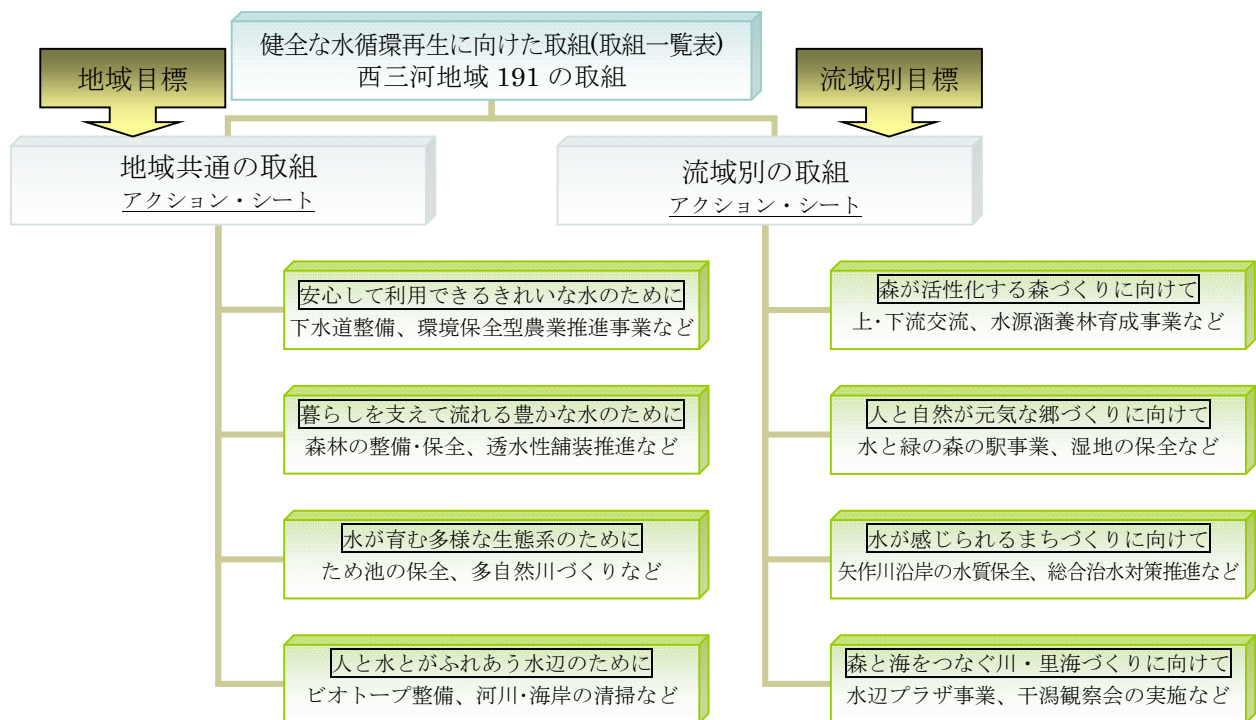 健全な水循環再生に向けた取組(取組一覧表)
西三河地域 191 の取組
地域目標
流域別目標
地域共通の取組
アクション・シート
流域別の取組
アクション・シート
安心して利用できるきれいな水のために
下水道整備、環境保全型農業推進事業など
暮らしを支えて流れる豊かな水のために
森林の整備･保全、透水性舗装推進など
水が育む多様な生態系のために
ため池の保全、多自然川づくりなど
人と水とがふれあう水辺のために
ビオトープ整備、河川･海岸の清掃など
森が活性化する森づくりに向けて
上･下流交流、水源涵養林育成事業など
人と自然が元気な郷づくりに向けて
水と緑の森の駅事業、湿地の保全など
水が感じられるまちづくりに向けて
矢作川沿岸の水質保全、総合治水対策推進など
森と海をつなぐ川・里海づくりに向けて
水辺プラザ事業、干潟観察会の実施など